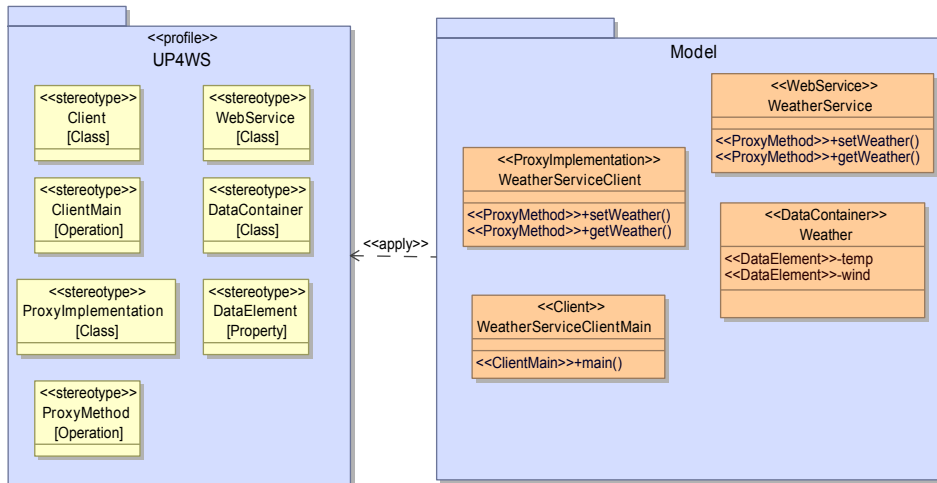 <<profile>>
UP4WS
<<stereotype>>
Client
[Class]
<<stereotype>>
WebService
[Class]
<<stereotype>>
ClientMain
[Operation]
<<stereotype>>
DataContainer
[Class]
<<stereotype>>
ProxyImplementation
[Class]
<<stereotype>>
DataElement
[Property]
<<stereotype>>
ProxyMethod
[Operation]
<<apply>>
Model
<<WebService>>
WeatherService
<<ProxyMethod>>+setWeather()
<<ProxyMethod>>+getWeather()
<<ProxyImplementation>>
WeatherServiceClient
<<ProxyMethod>>+setWeather()
<<ProxyMethod>>+getWeather()
<<DataContainer>>
Weather
<<DataElement>>-temp
<<DataElement>>-wind
<<Client>>
WeatherServiceClientMain
<<ClientMain>>+main()